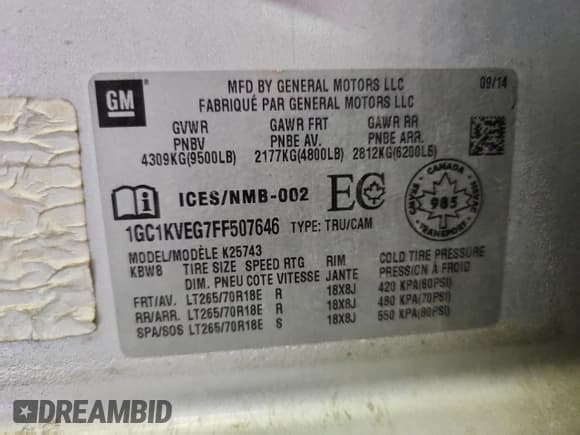 GM
MFD BY GENERAL MOTORS LLC
FABRIQUÉ PAR GENERAL MOTORS LLC
09/14
GVWR GAWR FRT GAWR RR
PNBV PNBE AV. PNBE ARR.
4309KG(9500LB) 2177KG(4800LB) 2812KG(6200LB)
ICES/NMB-002 EC
CANADA
985
1GC1KVEG7FF507646 TYPE: TRU/CAM
MODEL/MODÈLE K25743
KBW8 TIRE SIZE SPEED RTG RIM COLD TIRE PRESSURE
DIM. PNEU COTE VITESSE JANTE PRESSION À FROID
FRT/AV. LT265/70R18E R 18X8J 420 KPA(60PSI)
RR/ARR. LT265/70R18E R 18X8J 480 KPA(70PSI)
SPA/SOS LT265/70R18E S 18X8J 550 KPA(80PSI)
DREAMBID